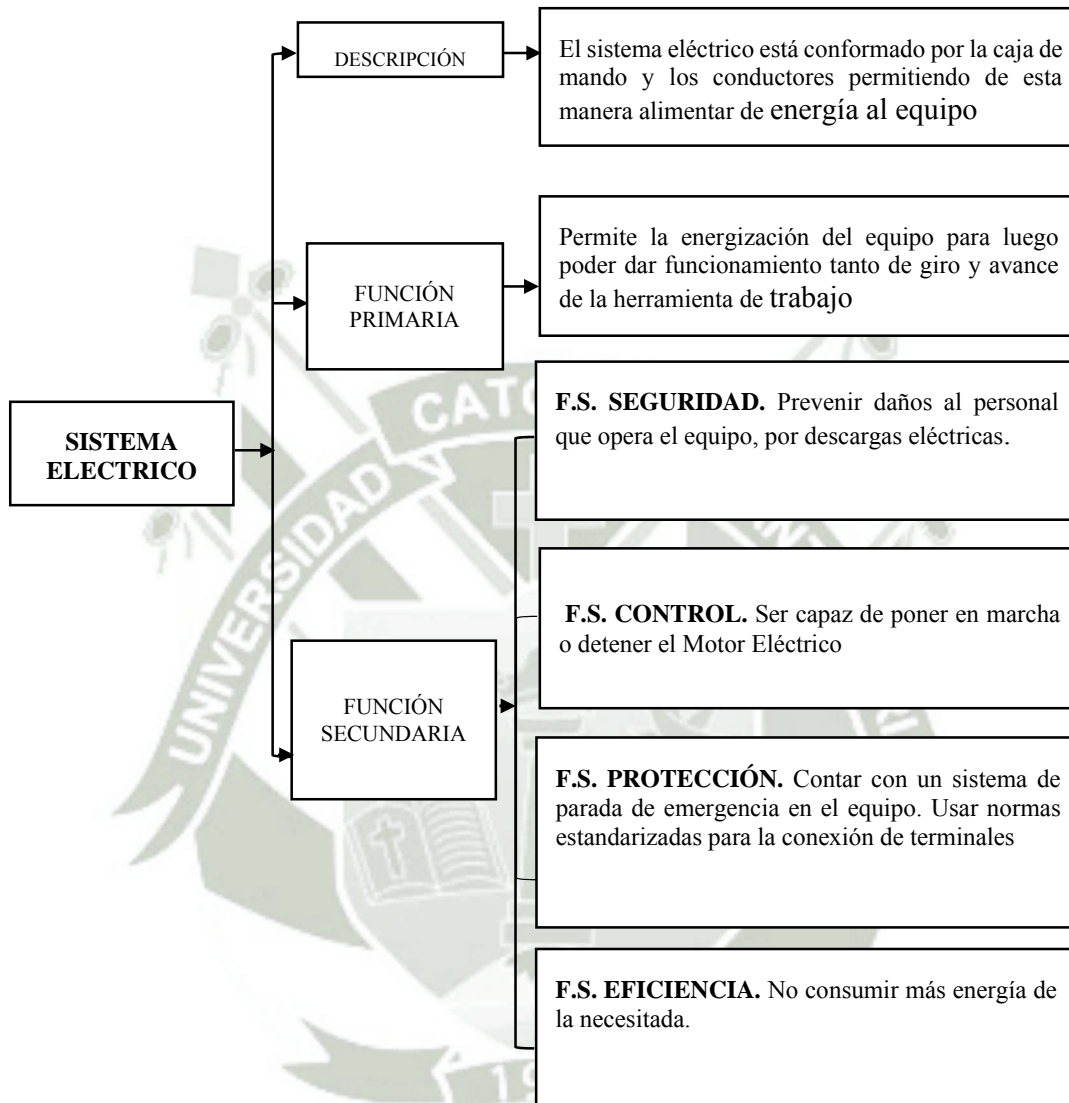 DESCRIPCIÓN
El sistema eléctrico está conformado por la caja de
mando y los conductores permitiendo de esta
manera alimentar de energía al equipo
FUNCIÓN
PRIMARIA
Permite la energización del equipo para luego
poder dar funcionamiento tanto de giro y avance
de la herramienta de trabajo
SISTEMA
ELECTRICO
FUNCIÓN
SECUNDARIA
F.S. SEGURIDAD. Prevenir daños al personal
que opera el equipo, por descargas eléctricas.
F.S. CONTROL. Ser capaz de poner en marcha
o detener el Motor Eléctrico
F.S. PROTECCIÓN. Contar con un sistema de
parada de emergencia en el equipo. Usar normas
estandarizadas para la conexión de terminales
F.S. EFICIENCIA. No consumir más energía de
la necesitada.
UNIVERSIDAD